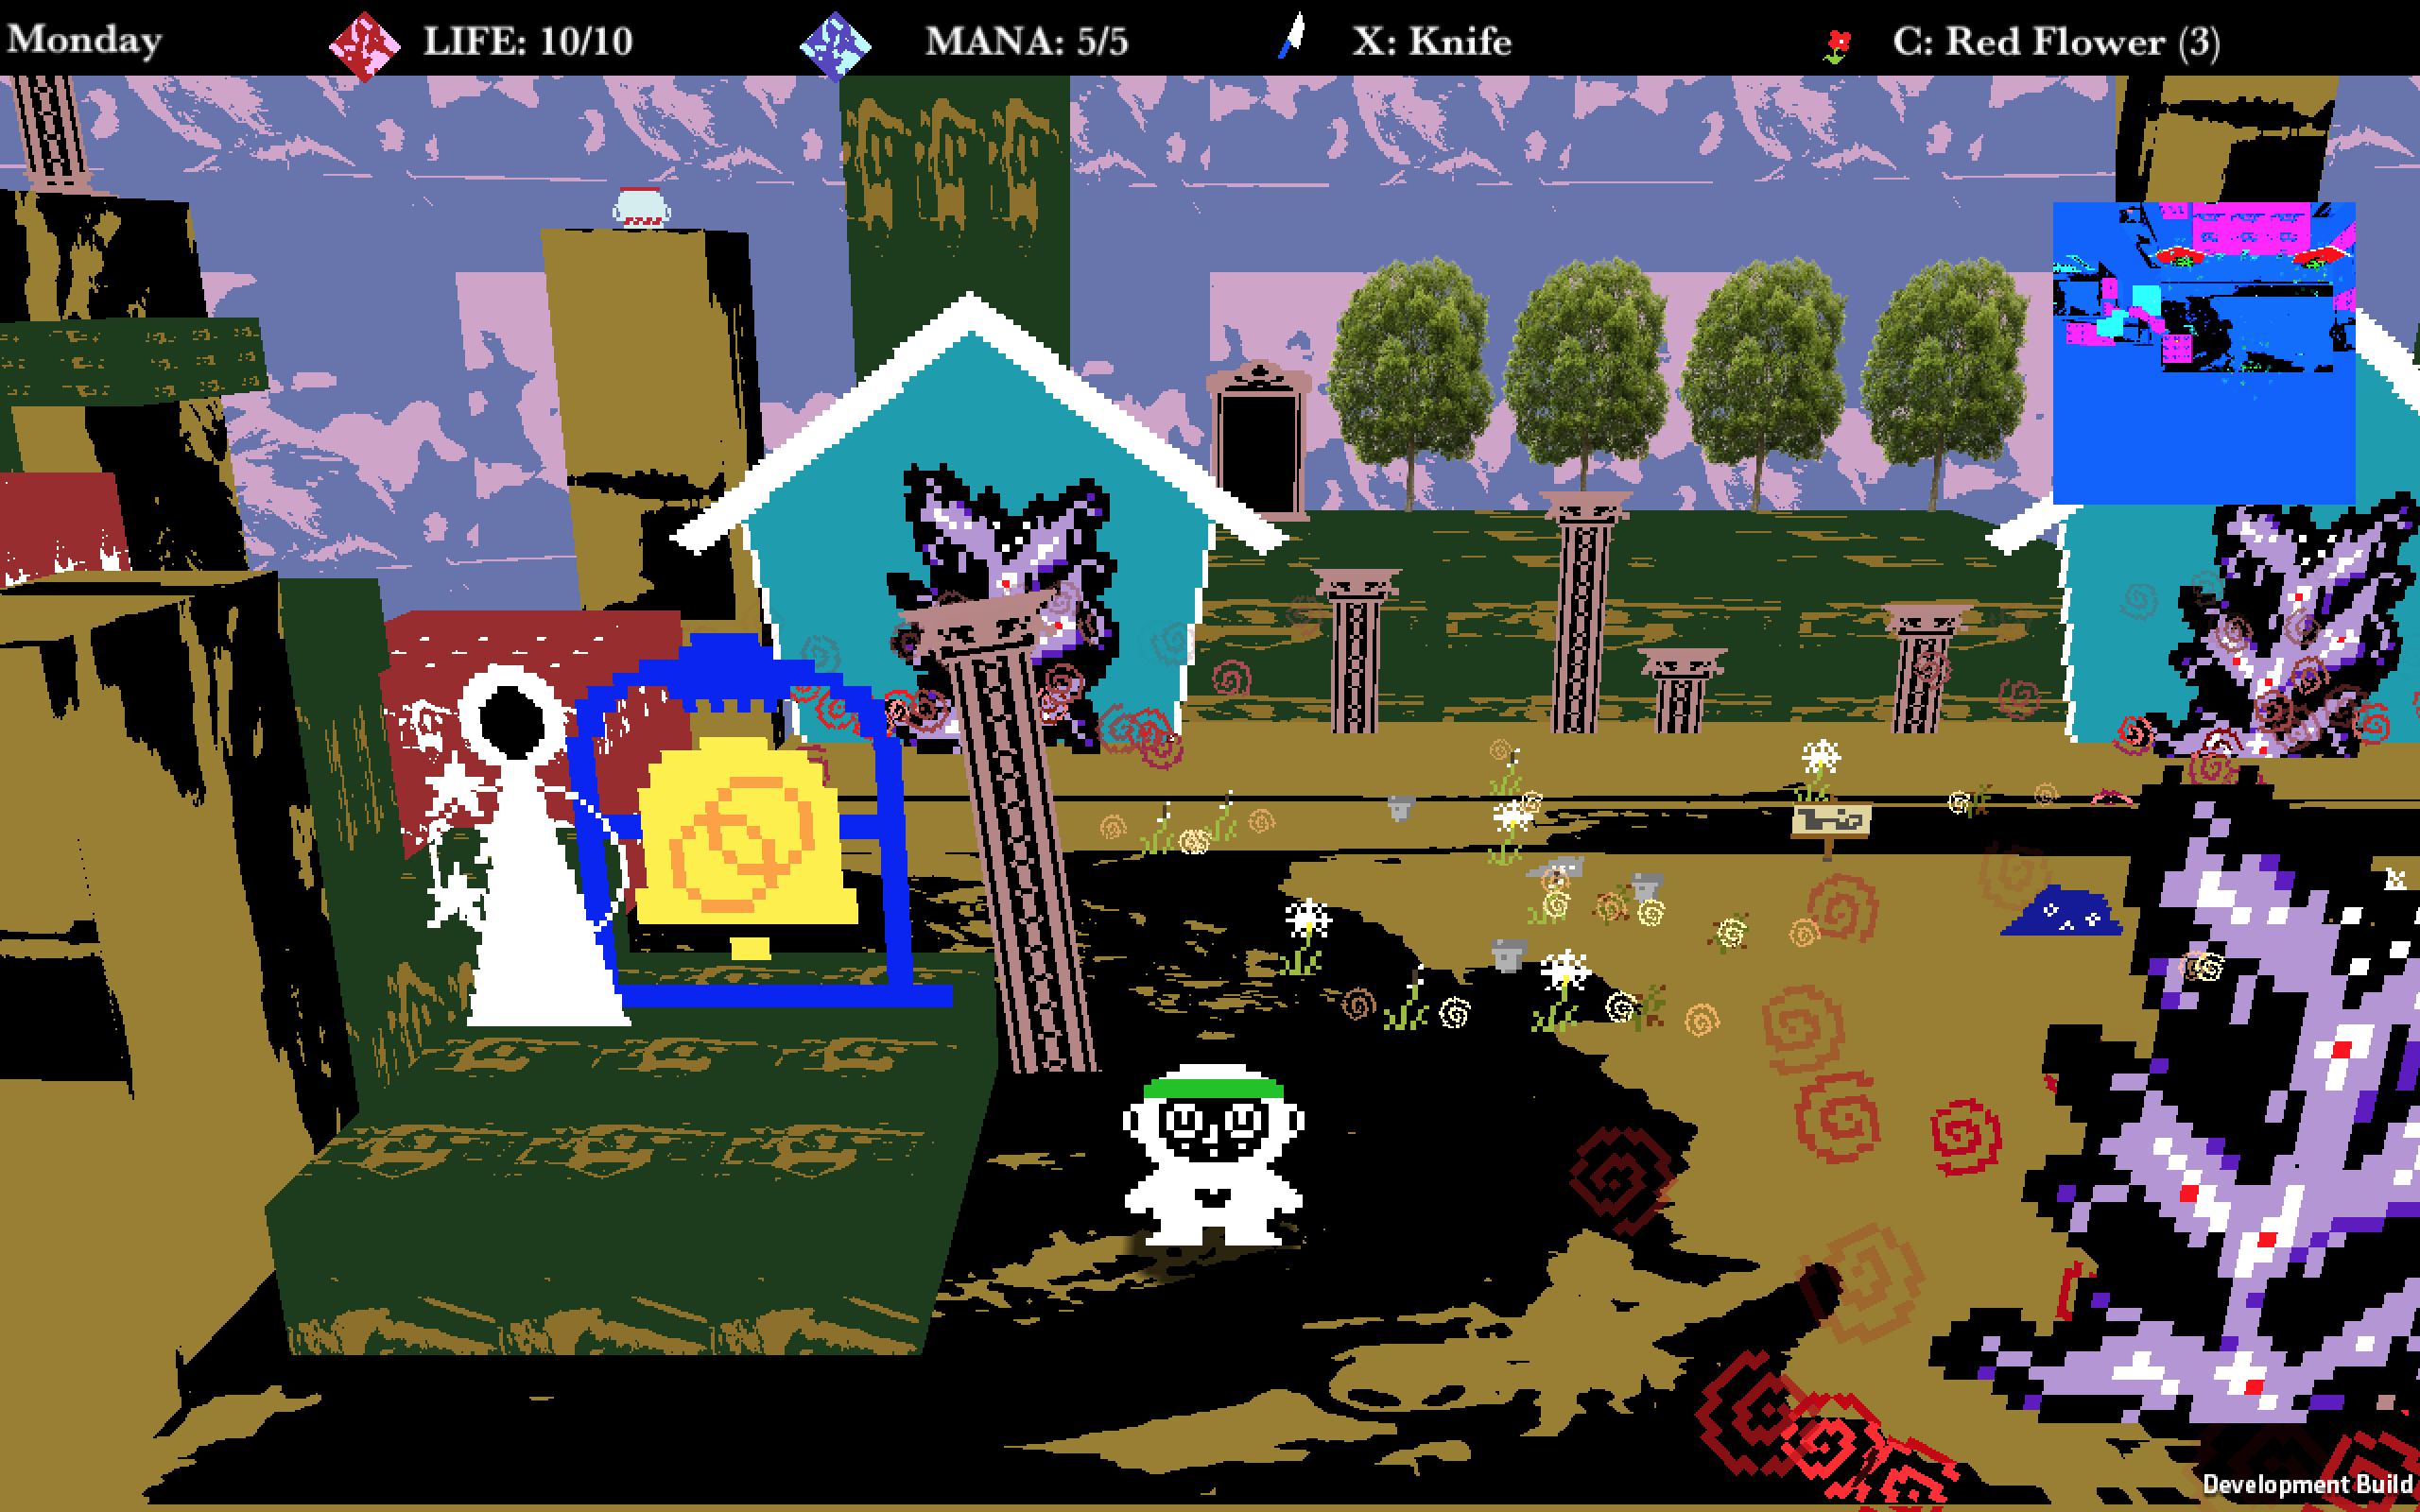 Monday LIFE: 10/10 MANA: 5/5 X: Knife C: Red Flower (3)
Development Build